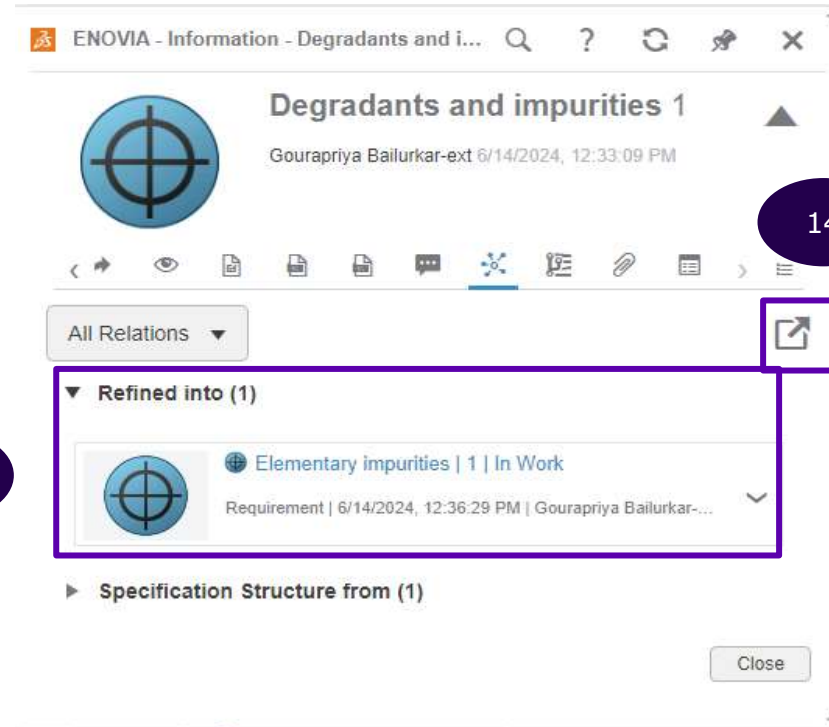 ENOVIA - Information - Degradants and i...
Degradants and impurities 1
Gourapriya Bailurkar-ext 6/14/2024, 12:33:09 PM
14
All Relations
Refined into (1)
Elementary impurities | 1 | In Work
Requirement | 6/14/2024, 12:36:29 PM | Gourapriya Bailurkar-...
Specification Structure from (1)
Close